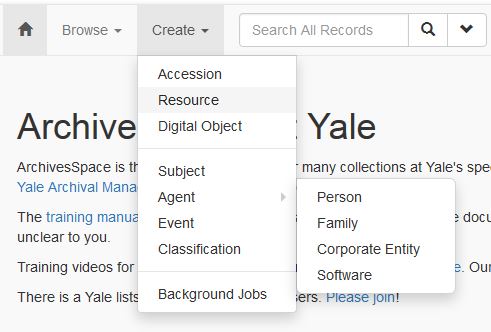 Browse Create Search All Records
Accession
Resource
Digital Object
Subject
Agent
Event
Classification
Background Jobs
Person
Family
Corporate Entity
Software
Archive Yale
ArchivesSpace is th many collections at Yale's spe
Yale Archival Mana
The training manua docu
unclear to you.
Training videos for e. Our
There is a Yale lists sers. Please join!